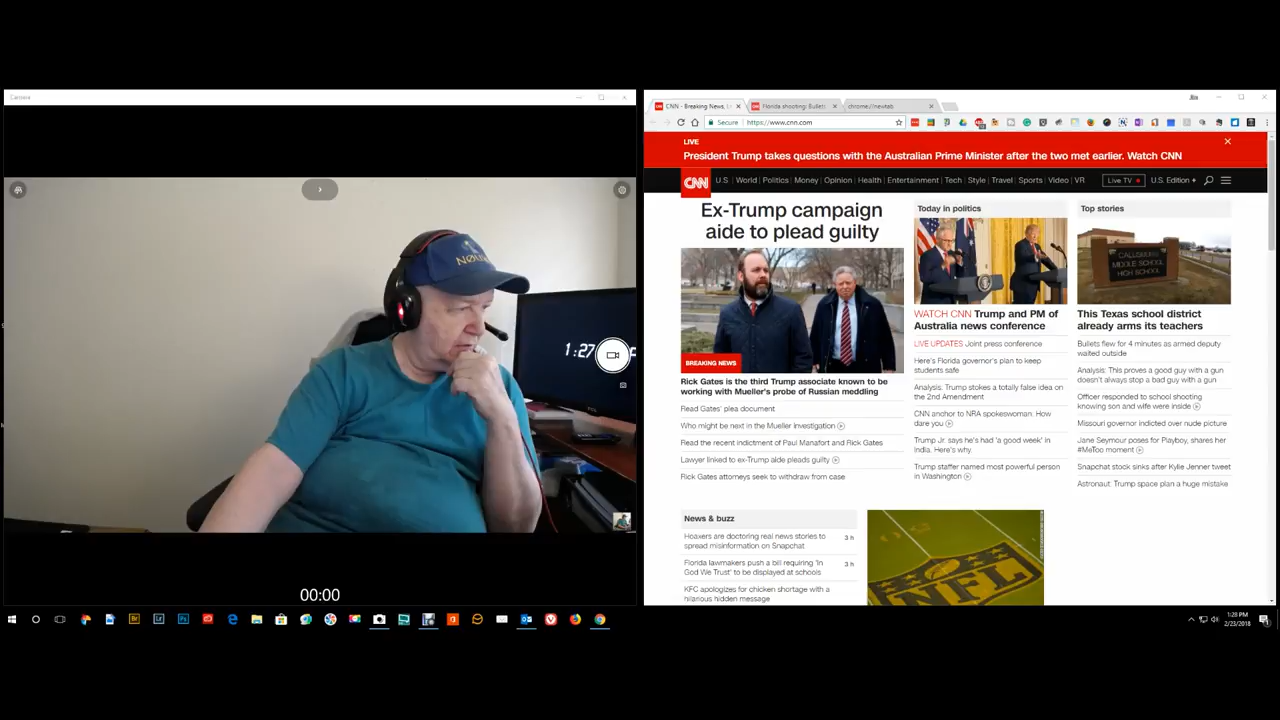 Camera
NOLA
1:27
00:00
CNN - Breaking News, L
Florida shooting: Bullets
chrome://newtab
Jim
Secure
https://www.cnn.com
LIVE
President Trump takes questions with the Australian Prime Minister after the two met earlier. Watch CNN
CNN
U.S World Politics Money Opinion Health Entertainment Tech Style Travel Sports Video VR
Live TV
U.S. Edition +
Ex-Trump campaign
aide to plead guilty
BREAKING NEWS
Rick Gates is the third Trump associate known to be
working with Mueller's probe of Russian meddling
Read Gates' plea document
Who might be next in the Mueller investigation
Read the recent indictment of Paul Manafort and Rick Gates
Lawyer linked to ex-Trump aide pleads guilty
Rick Gates attorneys seek to withdraw from case
Today in politics
WATCH CNN Trump and PM of
Australia news conference
LIVE UPDATES Joint press conference
Here's Florida governor's plan to keep
students safe
Analysis: Trump stokes a totally false idea on
the 2nd Amendment
CNN anchor to NRA spokeswoman: How
dare you
Trump Jr. says he's had 'a good week' in
India. Here's why.
Trump staffer named most powerful person
in Washington
Top stories
CALLISBURG
MIDDLE SCHOOL
HIGH SCHOOL
This Texas school district
already arms its teachers
Bullets flew for 4 minutes as armed deputy
waited outside
Analysis: This proves a good guy with a gun
doesn't always stop a bad guy with a gun
Officer responded to school shooting
knowing son and wife were inside
Missouri governor indicted over nude picture
Jane Seymour poses for Playboy, shares her
#MeToo moment
Snapchat stock sinks after Kylie Jenner tweet
Astronaut: Trump space plan a huge mistake
News & buzz
Hoaxers are doctoring real news stories to
spread misinformation on Snapchat
3 h
Florida lawmakers push a bill requiring 'In
God We Trust' to be displayed at schools
3 h
KFC apologizes for chicken shortage with a
hilarious hidden message
NFL
Br
Ps
1:28 PM
2/23/2018